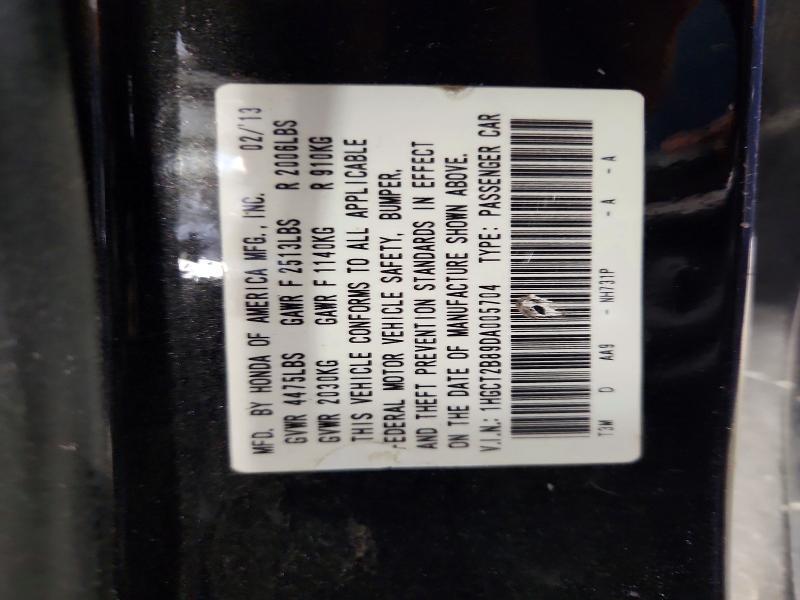 MFD. BY HONDA OF AMERICA MFG., INC. 02/'13
GVWR 4475LBS GAWR F 2513LBS R 2006LBS
GVWR 2030KG GAWR F 1140KG R 910KG
THIS VEHICLE CONFORMS TO ALL APPLICABLE
FEDERAL MOTOR VEHICLE SAFETY, BUMPER,
AND THEFT PREVENTION STANDARDS IN EFFECT
ON THE DATE OF MANUFACTURE SHOWN ABOVE.
V.I.N.: 1HGCT2B89DA005704 TYPE: PASSENGER CAR
T3W D AA9 - NH731P - A - A